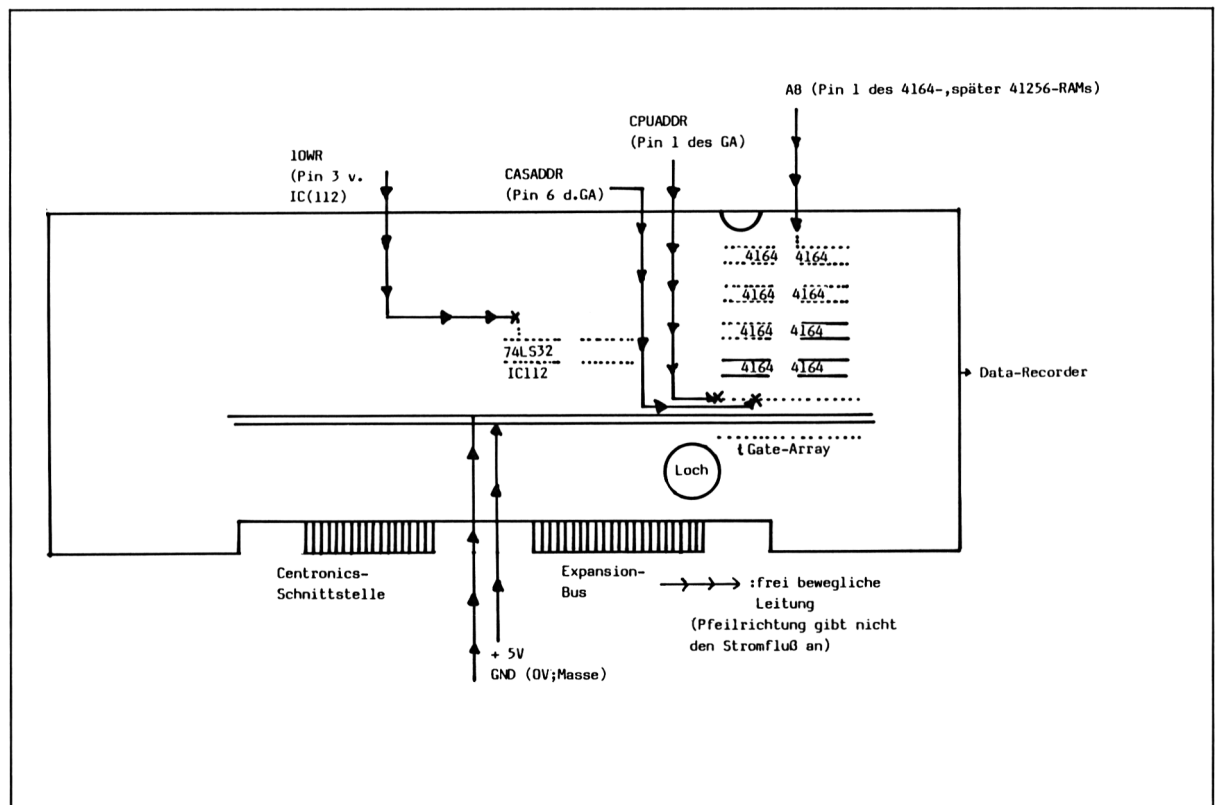 A8 (Pin 1 des 4164-,später 41256-RAMs)
CPUADDR
(Pin 1 des GA)
1OWR
(Pin 3 v.
IC(112)
CASADDR
(Pin 6 d.GA)
4164 4164
4164 4164
4164 4164
4164 4164
74LS32
IC112
Data-Recorder
Gate-Array
Loch
Centronics-
Schnittstelle
Expansion-
Bus
:frei bewegliche
Leitung
(Pfeilrichtung gibt nicht
den Stromfluß an)
+ 5V
GND (0V;Masse)